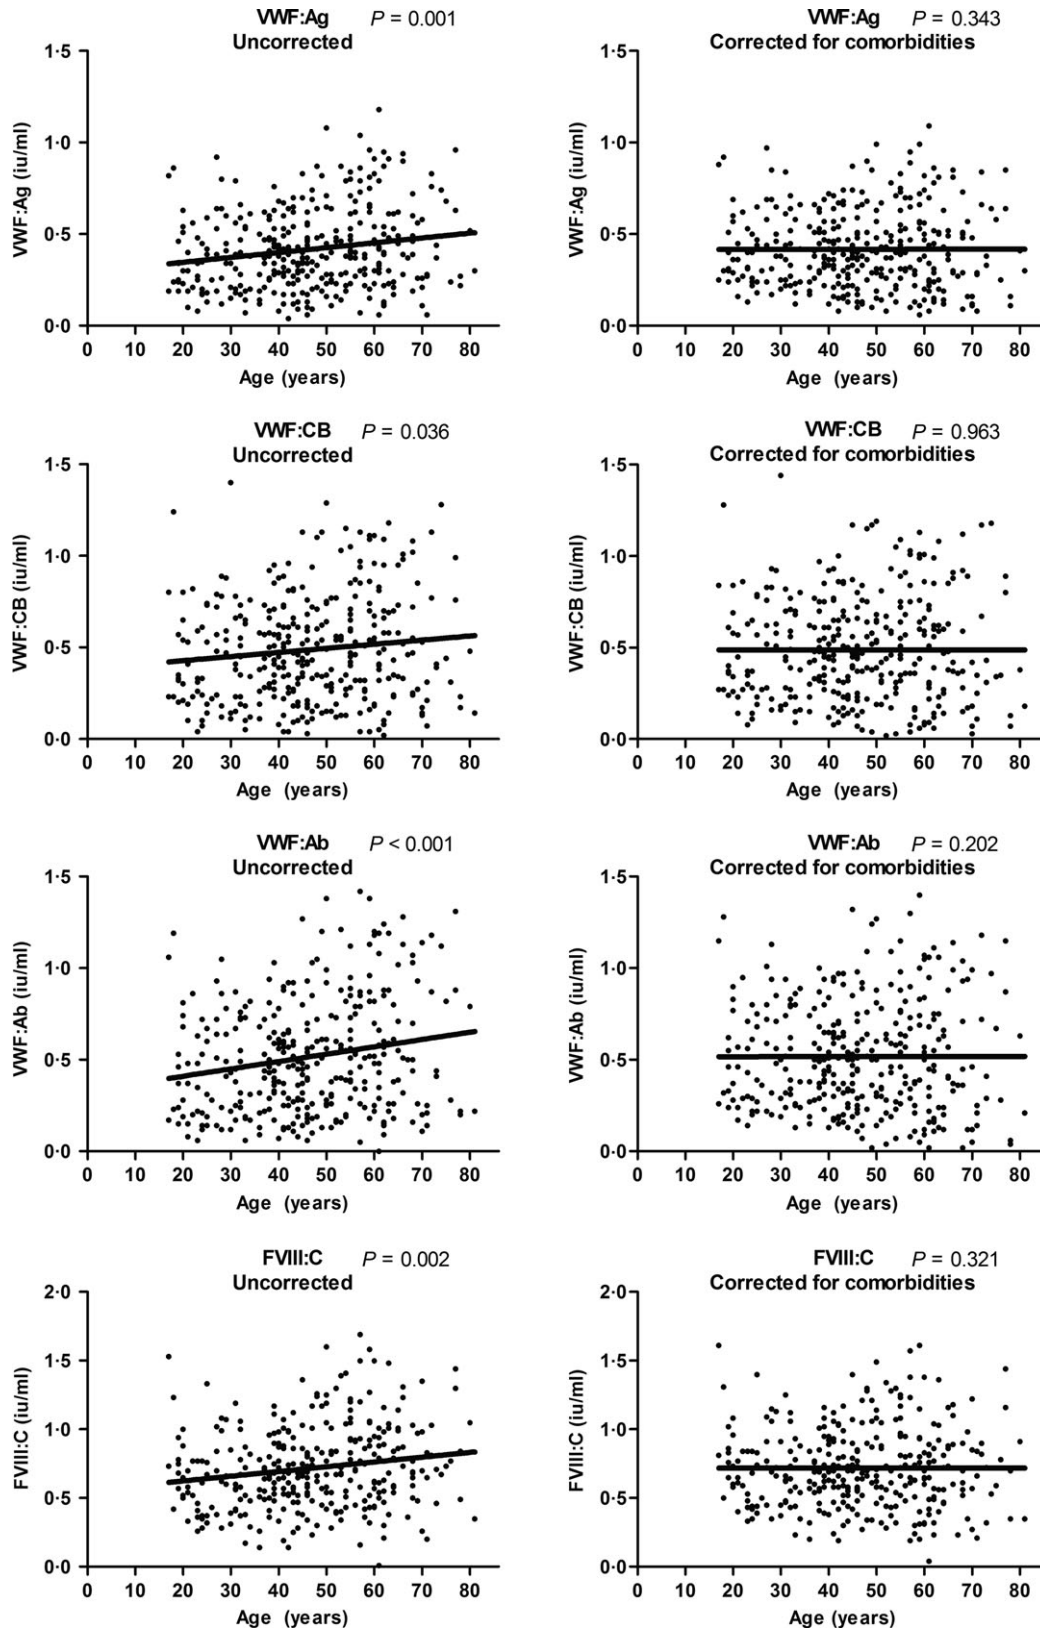 VWF:Ag P = 0.001
Uncorrected
1·5
1·0
0·5
0·0
VWF:Ag (iu/ml)
0 10 20 30 40 50 60 70 80
Age (years)
VWF:Ag P = 0.343
Corrected for comorbidities
1·5
1·0
0·5
0·0
VWF:Ag (iu/ml)
0 10 20 30 40 50 60 70 80
Age (years)
VWF:CB P = 0.036
Uncorrected
1·5
1·0
0·5
0·0
VWF:CB (iu/ml)
0 10 20 30 40 50 60 70 80
Age (years)
VWF:CB P = 0.963
Corrected for comorbidities
1·5
1·0
0·5
0·0
VWF:CB (iu/ml)
0 10 20 30 40 50 60 70 80
Age (years)
VWF:Ab P < 0.001
Uncorrected
1·5
1·0
0·5
0·0
VWF:Ab (iu/ml)
0 10 20 30 40 50 60 70 80
Age (years)
VWF:Ab P = 0.202
Corrected for comorbidities
1·5
1·0
0·5
0·0
VWF:Ab (iu/ml)
0 10 20 30 40 50 60 70 80
Age (years)
FVIII:C P = 0.002
Uncorrected
2·0
1·5
1·0
0·5
0·0
FVIII:C (iu/ml)
0 10 20 30 40 50 60 70 80
Age (years)
FVIII:C P = 0.321
Corrected for comorbidities
2·0
1·5
1·0
0·5
0·0
FVIII:C (iu/ml)
0 10 20 30 40 50 60 70 80
Age (years)